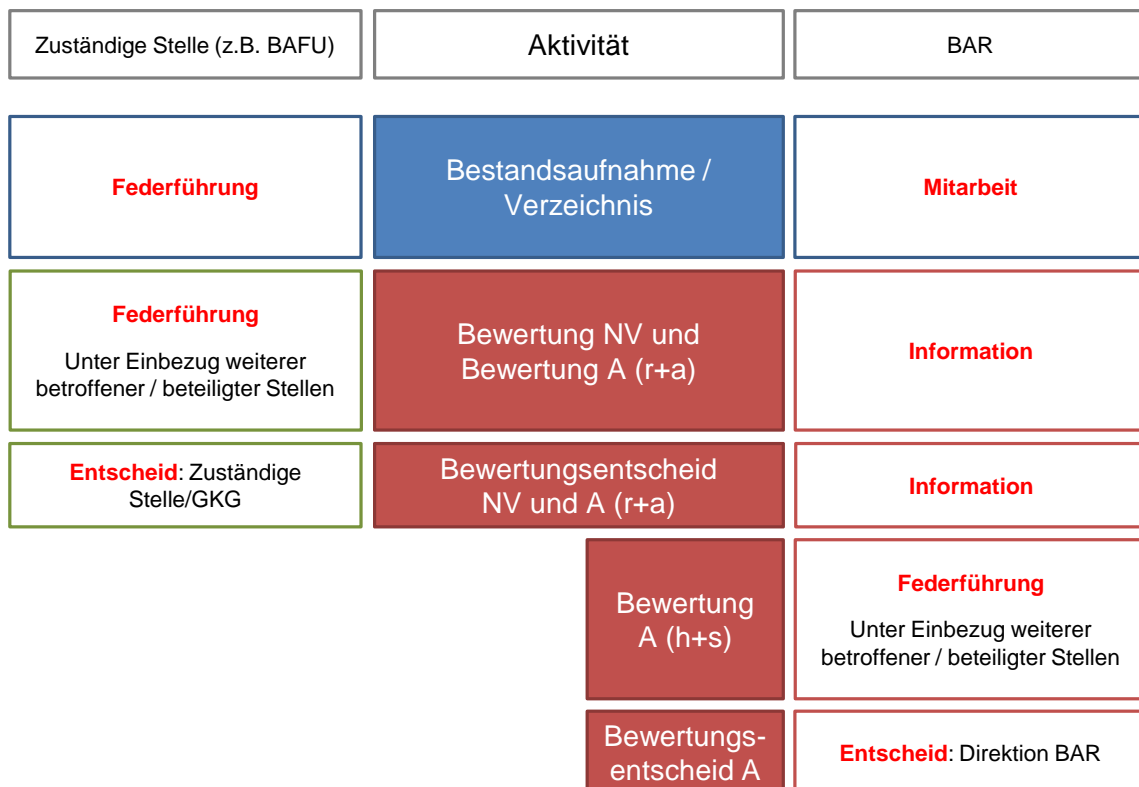 Zuständige Stelle (z.B. BAFU)
Aktivität
BAR
Federführung
Bestandsaufnahme /
Verzeichnis
Mitarbeit
Federführung
Unter Einbezug weiterer
betroffener / beteiligter Stellen
Bewertung NV und
Bewertung A (r+a)
Information
Entscheid: Zuständige
Stelle/GKG
Bewertungsentscheid
NV und A (r+a)
Information
Bewertung
A (h+s)
Federführung
Unter Einbezug weiterer
betroffener / beteiligter Stellen
Bewertungs-
entscheid A
Entscheid: Direktion BAR